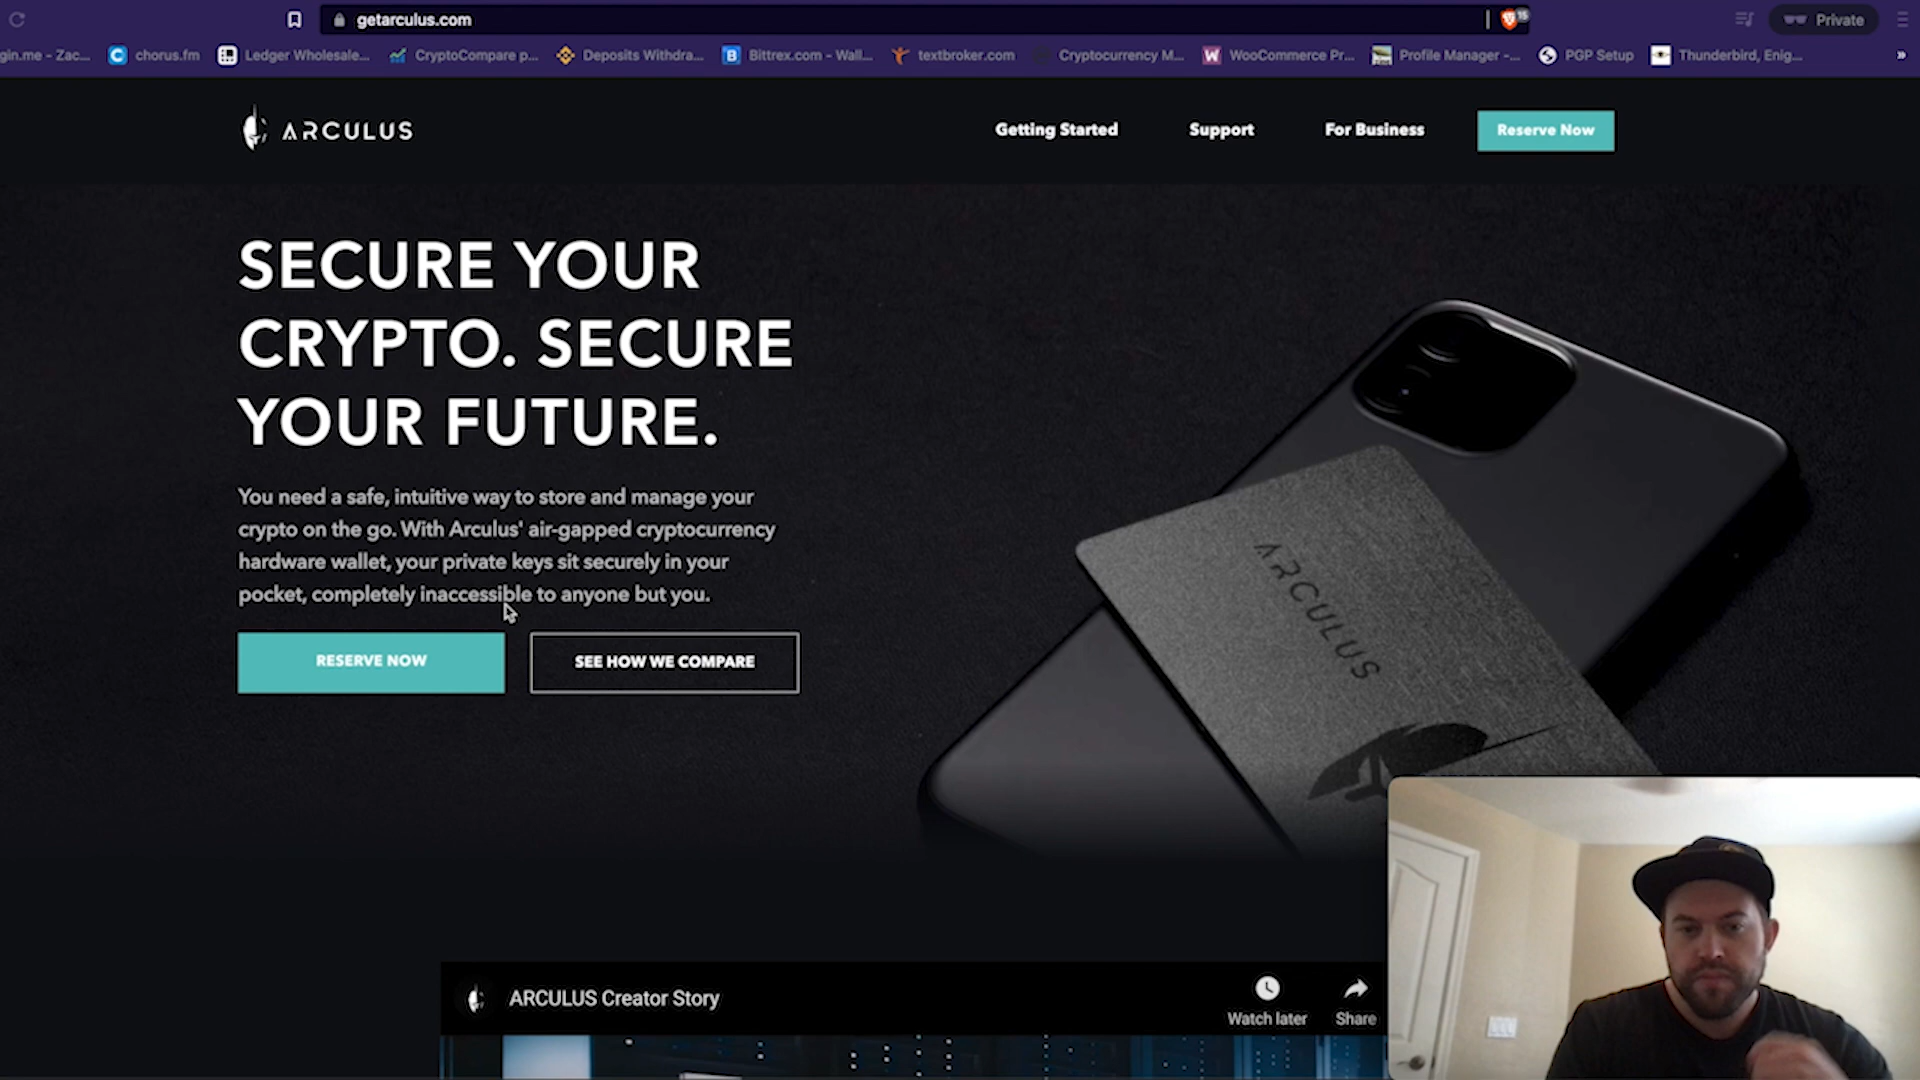 getarculus.com
15
Private
gin.me - Zac...
chorus.fm
Ledger Wholesale...
CryptoCompare p...
Deposits Withdra...
Bittrex.com - Wall...
textbroker.com
Cryptocurrency M...
WooCommerce Pr...
Profile Manager -...
PGP Setup
Thunderbird, Enig...
»
ARCULUS
Getting Started
Support
For Business
Reserve Now
SECURE YOUR
CRYPTO. SECURE
YOUR FUTURE.
You need a safe, intuitive way to store and manage your
crypto on the go. With Arculus' air-gapped cryptocurrency
hardware wallet, your private keys sit securely in your
pocket, completely inaccessible to anyone but you.
RESERVE NOW
SEE HOW WE COMPARE
ARCULUS
ARCULUS Creator Story
Watch later
Share